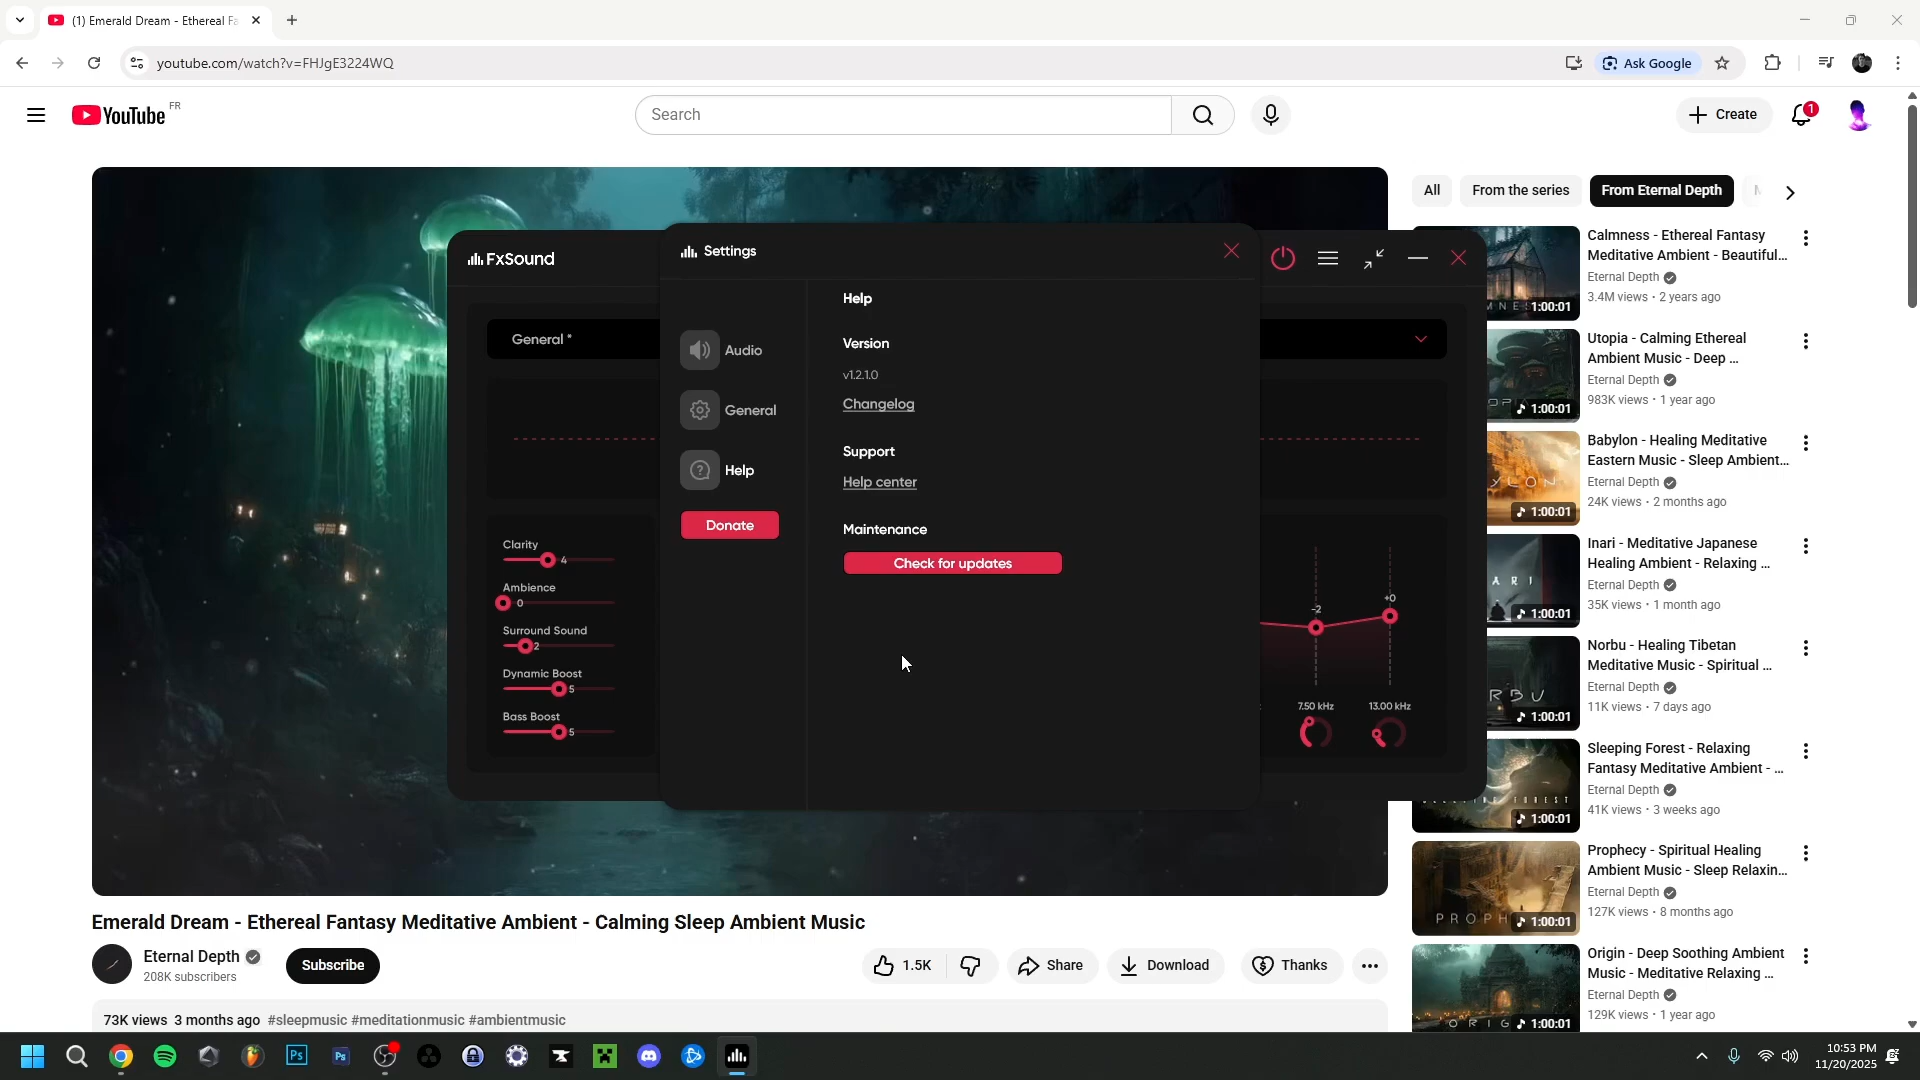 (1) Emerald Dream - Ethereal Fa
youtube.com/watch?v=FHJgE3224WQ
Ask Google
YouTube
FR
Search
Create
1
All
From the series
From Eternal Depth
FxSound
Settings
General *
Audio
General
Help
Donate
Help
Version
v1.2.1.0
Changelog
Support
Help center
Maintenance
Check for updates
Clarity
4
Ambience
0
Surround Sound
2
Dynamic Boost
5
Bass Boost
5
-2
+0
7.50 kHz
13.00 kHz
Calmness - Ethereal Fantasy
Meditative Ambient - Beautiful...
Eternal Depth
3.4M views • 2 years ago
1:00:01
Utopia - Calming Ethereal
Ambient Music - Deep ...
Eternal Depth
983K views • 1 year ago
1:00:01
Babylon - Healing Meditative
Eastern Music - Sleep Ambient...
Eternal Depth
24K views • 2 months ago
1:00:01
Inari - Meditative Japanese
Healing Ambient - Relaxing ...
Eternal Depth
35K views • 1 month ago
1:00:01
Norbu - Healing Tibetan
Meditative Music - Spiritual ...
Eternal Depth
11K views • 7 days ago
1:00:01
Sleeping Forest - Relaxing
Fantasy Meditative Ambient - ...
Eternal Depth
41K views • 3 weeks ago
1:00:01
Prophecy - Spiritual Healing
Ambient Music - Sleep Relaxin...
Eternal Depth
127K views • 8 months ago
PROPH
1:00:01
Origin - Deep Soothing Ambient
Music - Meditative Relaxing ...
Eternal Depth
129K views • 1 year ago
ORIG
1:00:01
Emerald Dream - Ethereal Fantasy Meditative Ambient - Calming Sleep Ambient Music
Eternal Depth
208K subscribers
Subscribe
1.5K
Share
Download
Thanks
73K views 3 months ago #sleepmusic #meditationmusic #ambientmusic
Ps
Ps
10:53 PM
11/20/2025